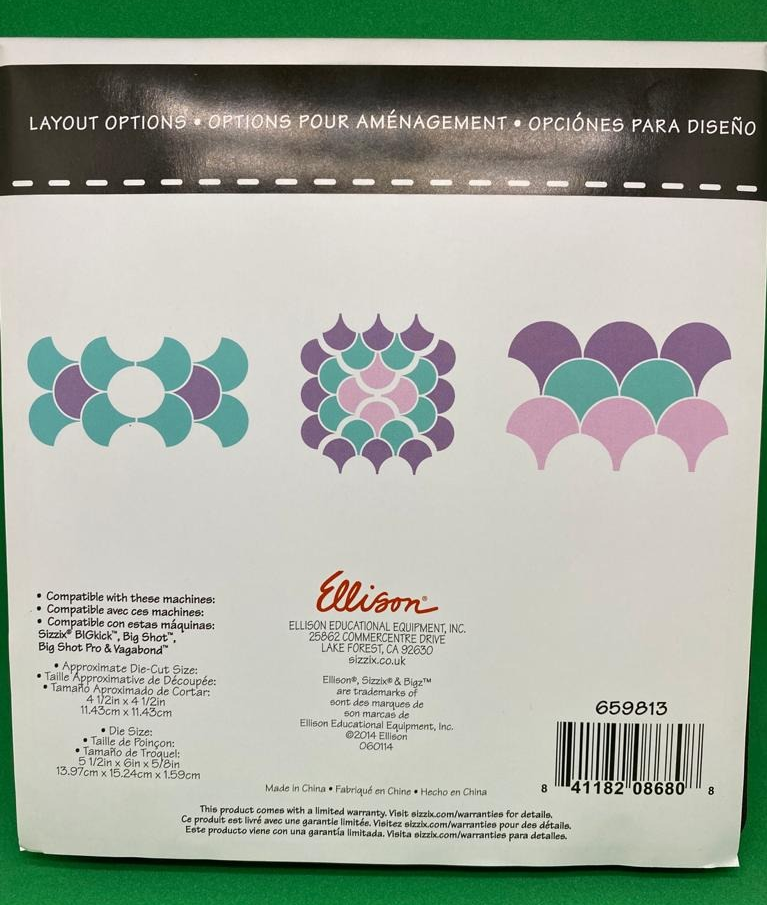 LAYOUT OPTIONS • OPTIONS POUR AMÉNAGEMENT • OPCIÓNES PARA DISEÑO
• Compatible with these machines:
• Compatible avec ces machines:
• Compatible con estas máquinas:
Sizzix® BIGkick™, Big Shot™,
Big Shot Pro & Vagabond™
• Approximate Die-Cut Size:
• Taille Approximative de Découpée:
• Tamaño Aproximado de Cortar:
4 1/2in x 4 1/2in
11.43cm x 11.43cm
• Die Size:
• Taille de Poinçon:
• Tamaño de Troquel:
5 1/2in x 6in x 5/8in
13.97cm x 15.24cm x 1.59cm
Ellison®
ELLISON EDUCATIONAL EQUIPMENT, INC.
25862 COMMERCENTRE DRIVE
LAKE FOREST, CA 92630
sizzix.co.uk
Ellison®, Sizzix® & Bigz™
are trademarks of
sont des marques de
son marcas de
Ellison Educational Equipment, Inc.
©2014 Ellison
060114
659813
8 41182 08680 8
Made in China • Fabriqué en Chine • Hecho en China
This product comes with a limited warranty. Visit sizzix.com/warranties for details.
Ce produit est livré avec une garantie limitée. Visitez sizzix.com/warranties pour des détails.
Este producto viene con una garantía limitada. Visita sizzix.com/warranties para detalles.